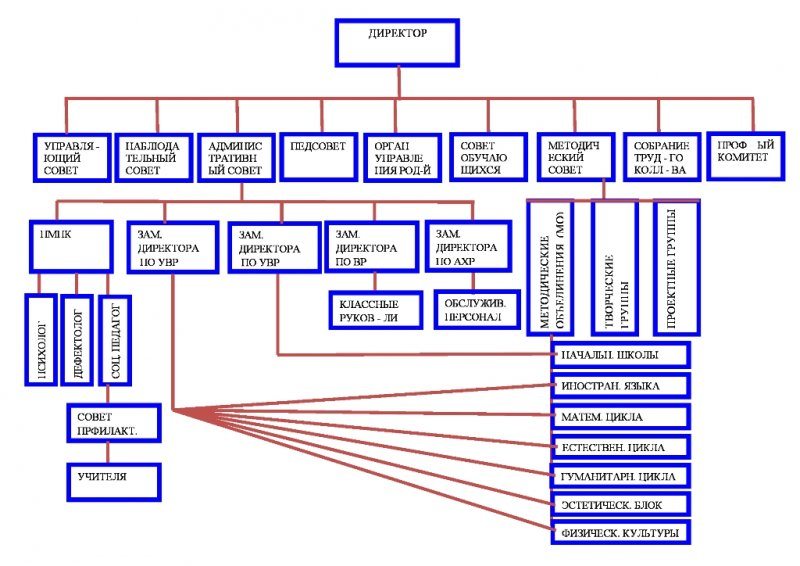 ДИРЕКТОР
УПРАВЛЯ - 
ЮЩИЙ
СОВЕТ
НАБЛЮДА
ТЕЛЬНЫЙ
СОВЕТ
АДМИНИС
ТРАТИВН
ЫЙ СОВЕТ
ПЕДСОВЕТ
ОРГАН
УПРАВЛЕ
НИЯ РОД-Й
СОВЕТ
ОБУЧАЮ
ЩИХСЯ
МЕТОДИЧ
ЕСКИЙ
СОВЕТ
СОБРАНИЕ
ТРУД - ГО
КОЛЛ - ВА
ПРОФ ЫЙ
КОМИТЕТ
ПМПК
ЗАМ.
ДИРЕКТОРА
ПО УВР
ЗАМ.
ДИРЕКТОРА
ПО УВР
ЗАМ.
ДИРЕКТОРА
ПО ВР
ЗАМ.
ДИРЕКТОРА
ПО АХР
МЕТОДИЧЕСКИЕ
ОБЪЕЛИНЕНИЯ (МО)
ТВОРЧЕСКИЕ
ГРУППЫ
ПРОЕКТНЫЕ ГРУППЫ
ПСИХОЛОГ
ДЕФЕКТОЛОГ
СОЦ. ПЕДАГОГ
КЛАССНЫЕ
РУКОВ - ЛИ
ОБСЛУЖИВ.
ПЕРСОНАЛ
НАЧАЛЬН. ШКОЛЫ
ИНОСТРАН. ЯЗЫКА
МАТЕМ. ЦИКЛА
ЕСТЕСТВЕН. ЦИКЛА
ГУМАНИТАРН. ЦИКЛА
ЭСТЕТИЧЕСК. БЛОК
ФИЗИЧЕСК. КУЛЬТУРЫ
СОВЕТ
ПРФИЛАКТ.
УЧИТЕЛЯ